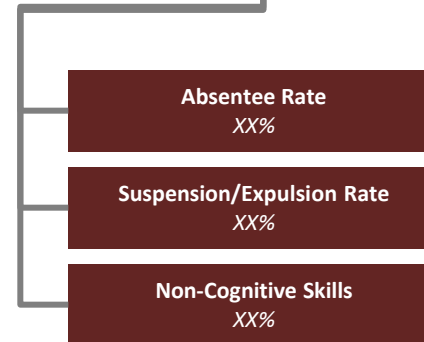 Absentee Rate
XX%
Suspension/Expulsion Rate
XX%
Non-Cognitive Skills
XX%